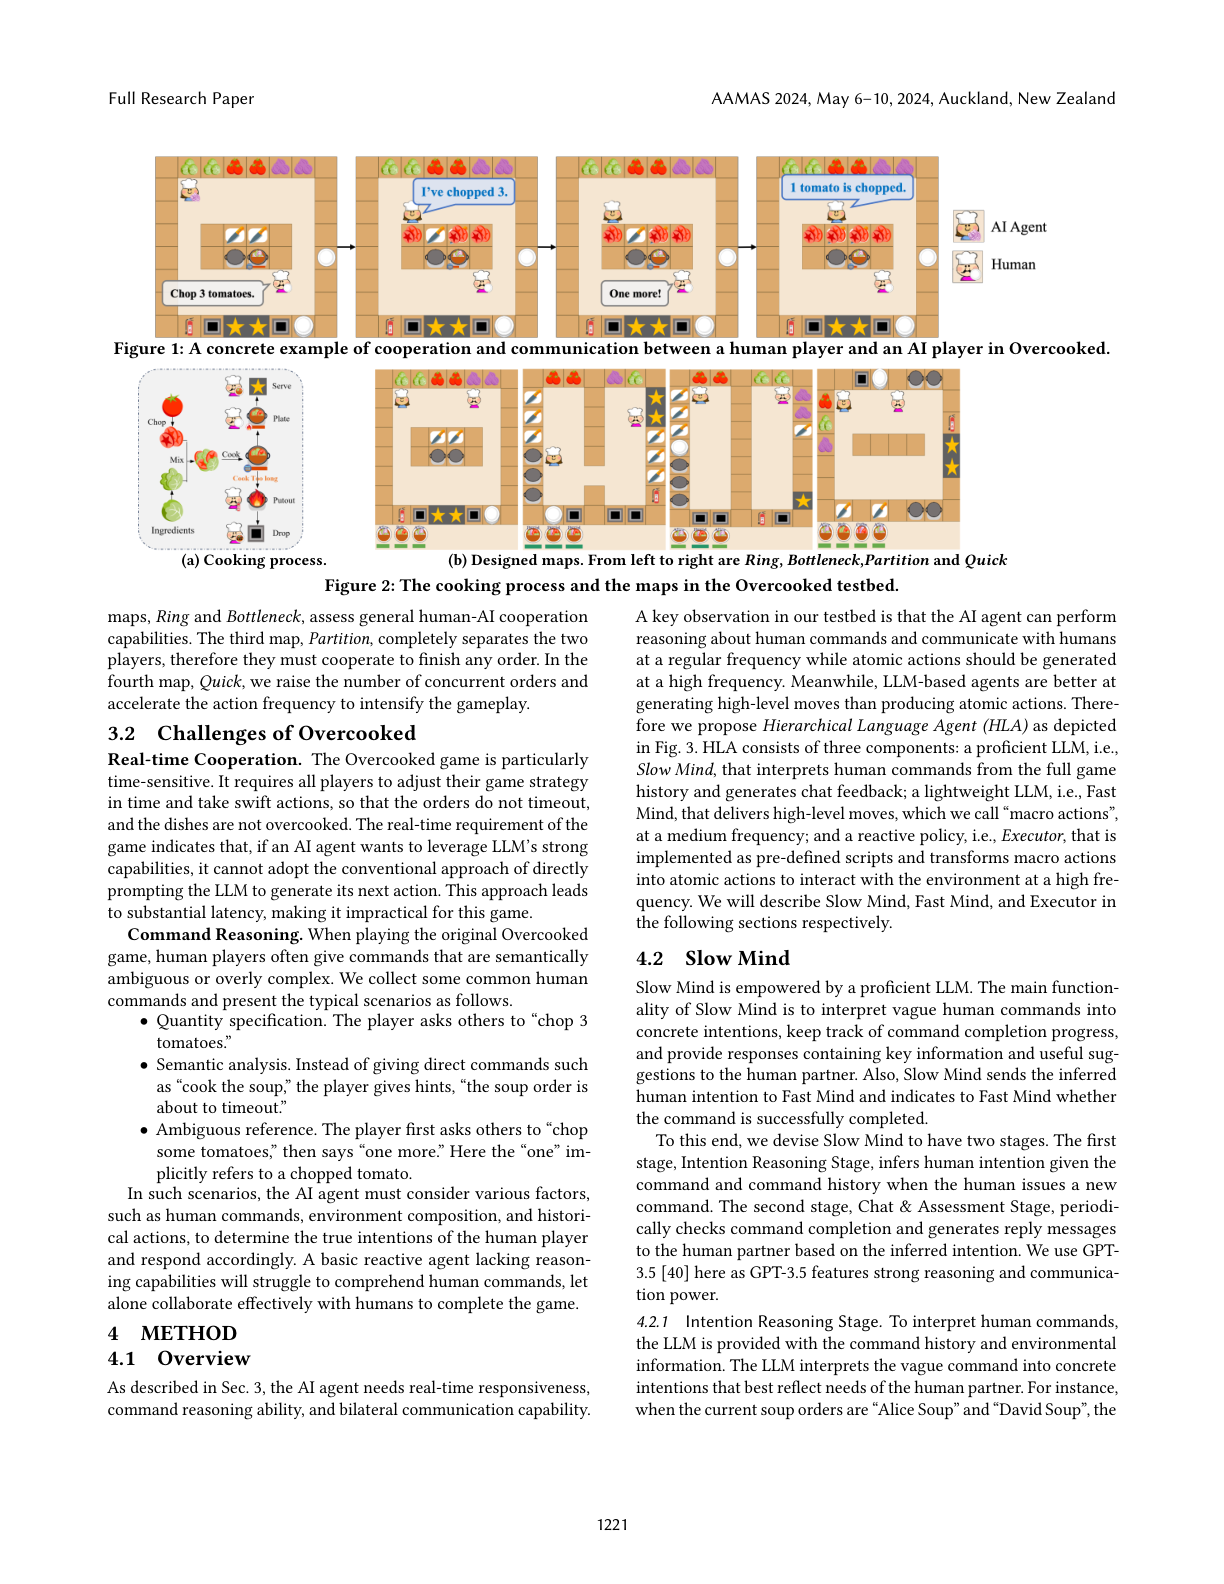 Full Research Paper
AAMAS 2024, May 6–10, 2024, Auckland, New Zealand
Chop 3 tomatoes.
I've chopped 3.
One more!
1 tomato is chopped.
AI Agent
Human
Figure 1: A concrete example of cooperation and communication between a human player and an AI player in Overcooked.
Chop
Mix
Ingredients
Cook
Cook Too long
Serve
Plate
Putout
Drop
(a) Cooking process.
(b) Designed maps. From left to right are Ring, Bottleneck,Partition and Quick
Figure 2: The cooking process and the maps in the Overcooked testbed.
maps, Ring and Bottleneck, assess general human-AI cooperation
capabilities. The third map, Partition, completely separates the two
players, therefore they must cooperate to finish any order. In the
fourth map, Quick, we raise the number of concurrent orders and
accelerate the action frequency to intensify the gameplay.
3.2 Challenges of Overcooked
Real-time Cooperation. The Overcooked game is particularly
time-sensitive. It requires all players to adjust their game strategy
in time and take swift actions, so that the orders do not timeout,
and the dishes are not overcooked. The real-time requirement of the
game indicates that, if an AI agent wants to leverage LLM's strong
capabilities, it cannot adopt the conventional approach of directly
prompting the LLM to generate its next action. This approach leads
to substantial latency, making it impractical for this game.
Command Reasoning. When playing the original Overcooked
game, human players often give commands that are semantically
ambiguous or overly complex. We collect some common human
commands and present the typical scenarios as follows.
• Quantity specification. The player asks others to “chop 3
tomatoes.”
• Semantic analysis. Instead of giving direct commands such
as “cook the soup,” the player gives hints, “the soup order is
about to timeout.”
• Ambiguous reference. The player first asks others to “chop
some tomatoes,” then says “one more.” Here the “one” im-
plicitly refers to a chopped tomato.
In such scenarios, the AI agent must consider various factors,
such as human commands, environment composition, and histori-
cal actions, to determine the true intentions of the human player
and respond accordingly. A basic reactive agent lacking reason-
ing capabilities will struggle to comprehend human commands, let
alone collaborate effectively with humans to complete the game.
4 METHOD
4.1 Overview
As described in Sec. 3, the AI agent needs real-time responsiveness,
command reasoning ability, and bilateral communication capability.
A key observation in our testbed is that the AI agent can perform
reasoning about human commands and communicate with humans
at a regular frequency while atomic actions should be generated
at a high frequency. Meanwhile, LLM-based agents are better at
generating high-level moves than producing atomic actions. There-
fore we propose Hierarchical Language Agent (HLA) as depicted
in Fig. 3. HLA consists of three components: a proficient LLM, i.e.,
Slow Mind, that interprets human commands from the full game
history and generates chat feedback; a lightweight LLM, i.e., Fast
Mind, that delivers high-level moves, which we call “macro actions”,
at a medium frequency; and a reactive policy, i.e., Executor, that is
implemented as pre-defined scripts and transforms macro actions
into atomic actions to interact with the environment at a high fre-
quency. We will describe Slow Mind, Fast Mind, and Executor in
the following sections respectively.
4.2 Slow Mind
Slow Mind is empowered by a proficient LLM. The main function-
ality of Slow Mind is to interpret vague human commands into
concrete intentions, keep track of command completion progress,
and provide responses containing key information and useful sug-
gestions to the human partner. Also, Slow Mind sends the inferred
human intention to Fast Mind and indicates to Fast Mind whether
the command is successfully completed.
To this end, we devise Slow Mind to have two stages. The first
stage, Intention Reasoning Stage, infers human intention given the
command and command history when the human issues a new
command. The second stage, Chat & Assessment Stage, periodi-
cally checks command completion and generates reply messages
to the human partner based on the inferred intention. We use GPT-
3.5 [40] here as GPT-3.5 features strong reasoning and communica-
tion power.
4.2.1 Intention Reasoning Stage. To interpret human commands,
the LLM is provided with the command history and environmental
information. The LLM interprets the vague command into concrete
intentions that best reflect needs of the human partner. For instance,
when the current soup orders are “Alice Soup” and “David Soup”, the
1221